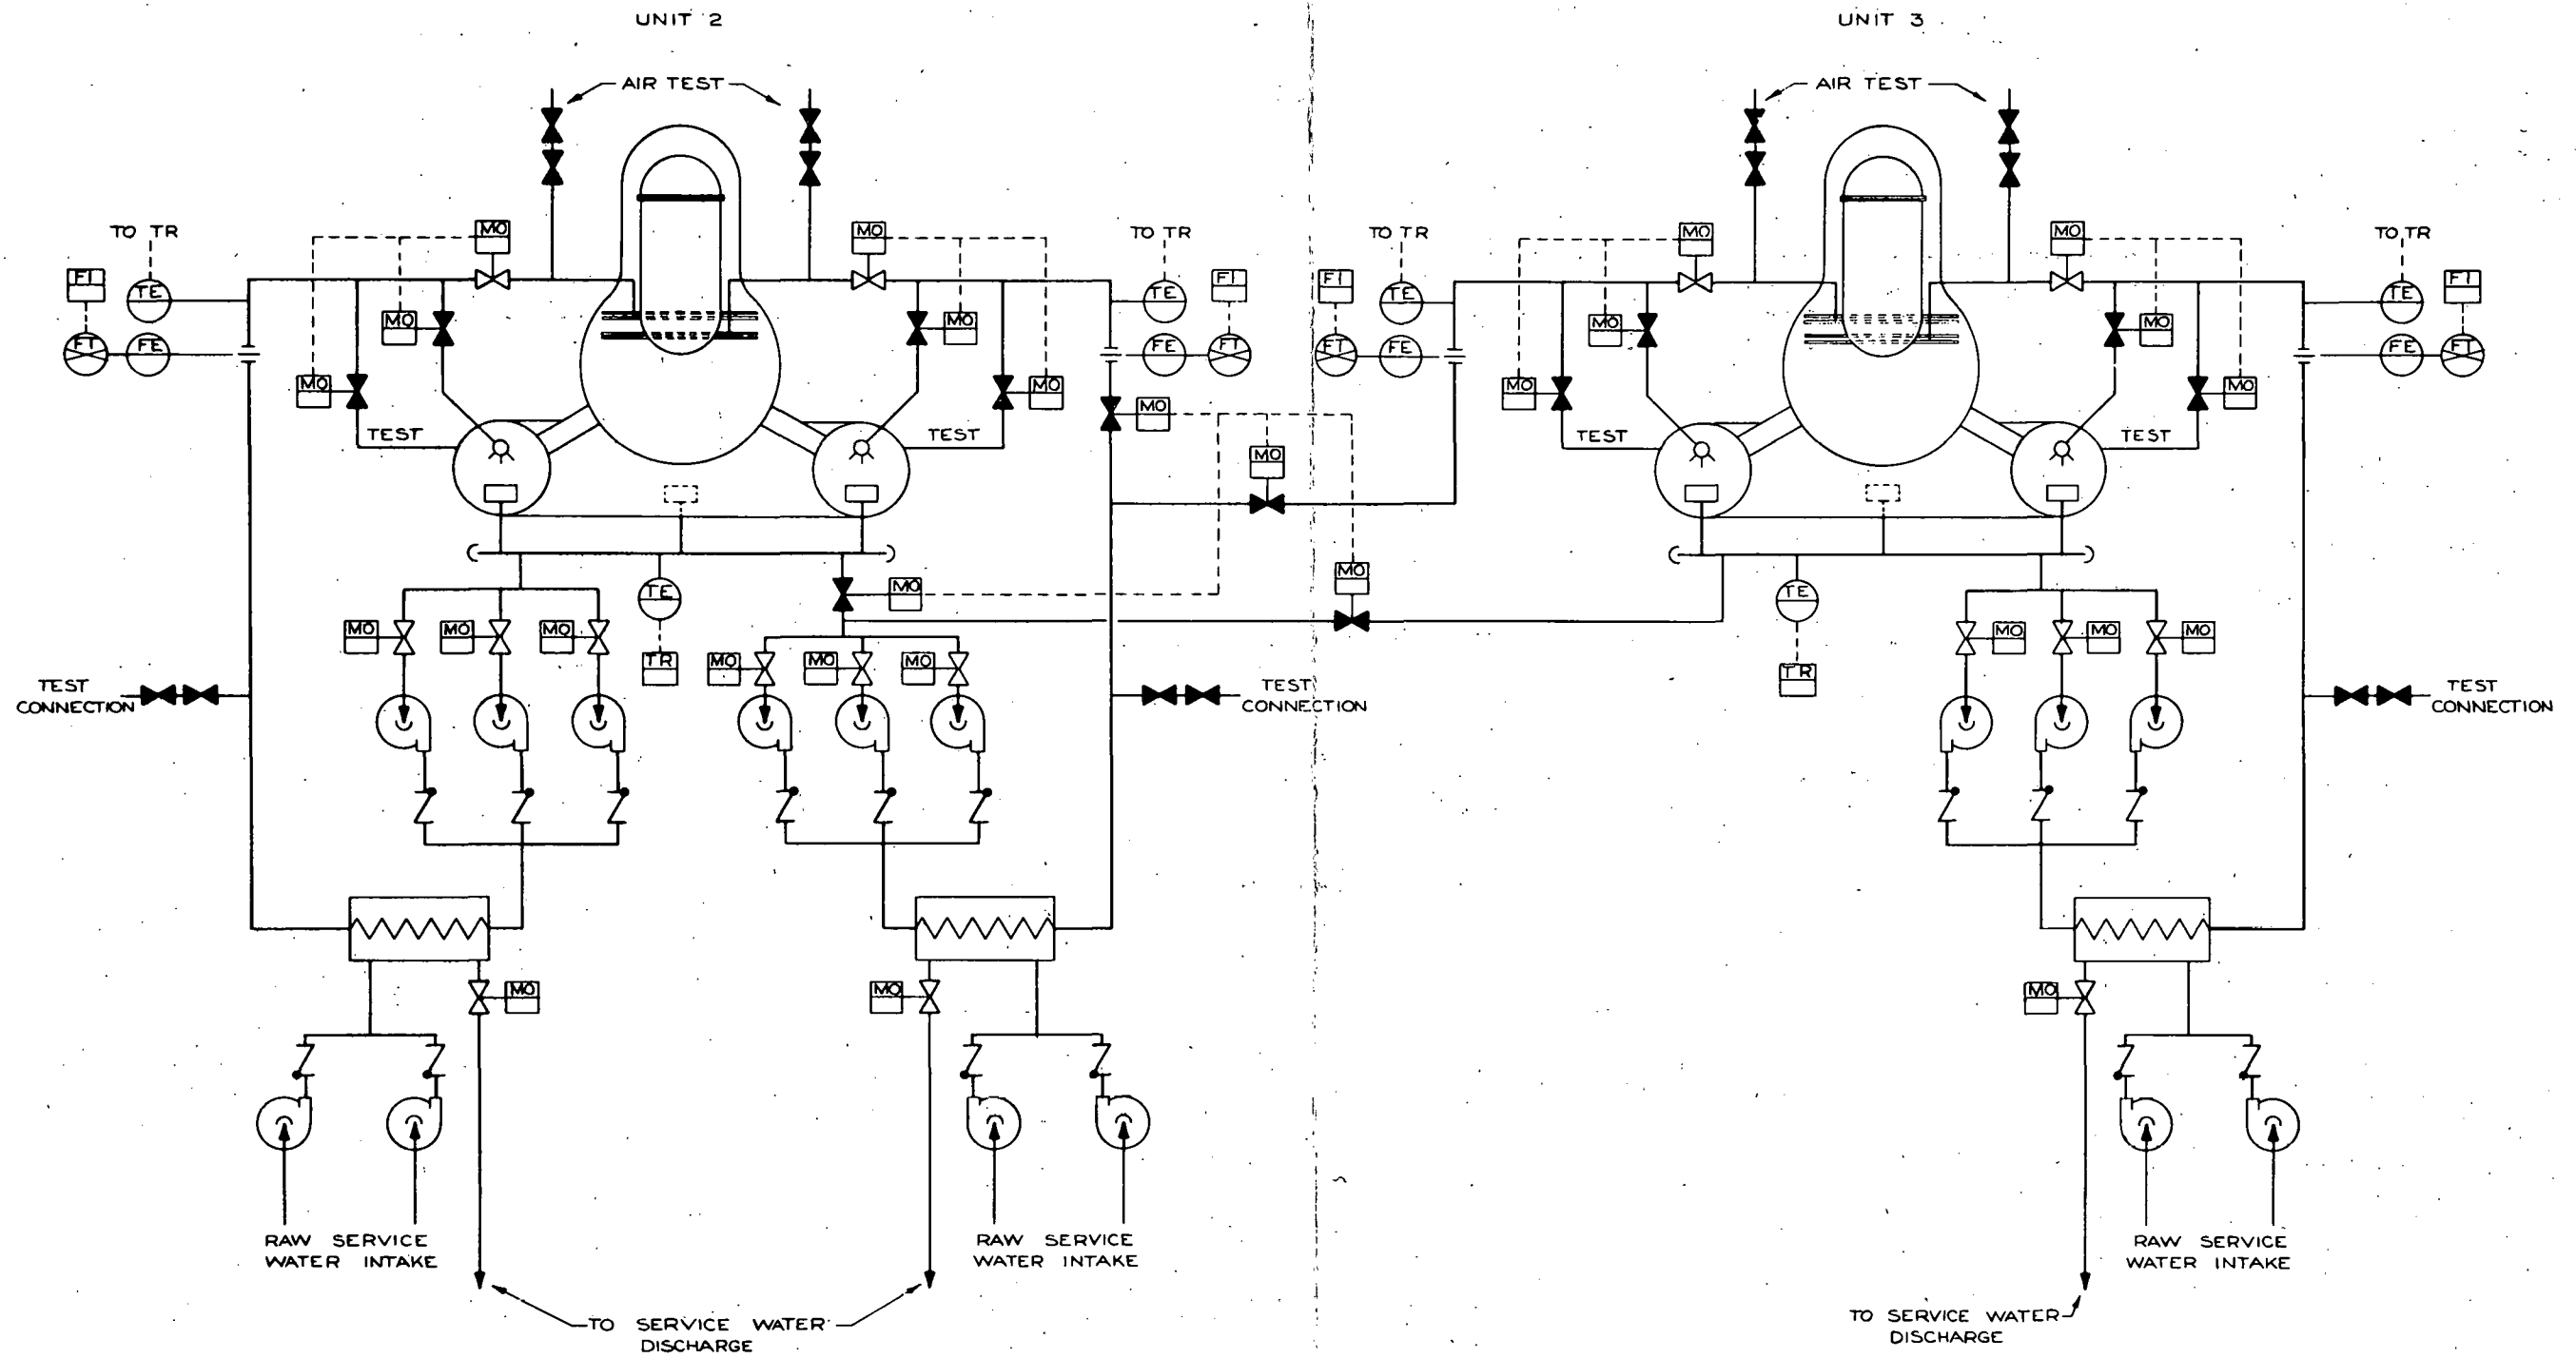 UNIT 2
UNIT 3
AIR TEST
AIR TEST
MO
MO
MO
MO
TO TR
TO TR
TO TR
TO TR
FI
TE
TE
FI
FI
TE
TE
FI
MO
MO
MO
MO
FT
FE
FE
FT
FT
FE
FE
FT
MO
MO
MO
MO
MO
TEST
TEST
TEST
TEST
MO
MO
TE
MO
TE
MO
MO
MO
MO
MO
MO
TR
MO
MO
MO
TR
TEST
CONNECTION
TEST
CONNECTION
TEST
CONNECTION
MO
MO
MO
RAW SERVICE
WATER INTAKE
RAW SERVICE
WATER INTAKE
RAW SERVICE
WATER INTAKE
TO SERVICE WATER
DISCHARGE
TO SERVICE WATER
DISCHARGE